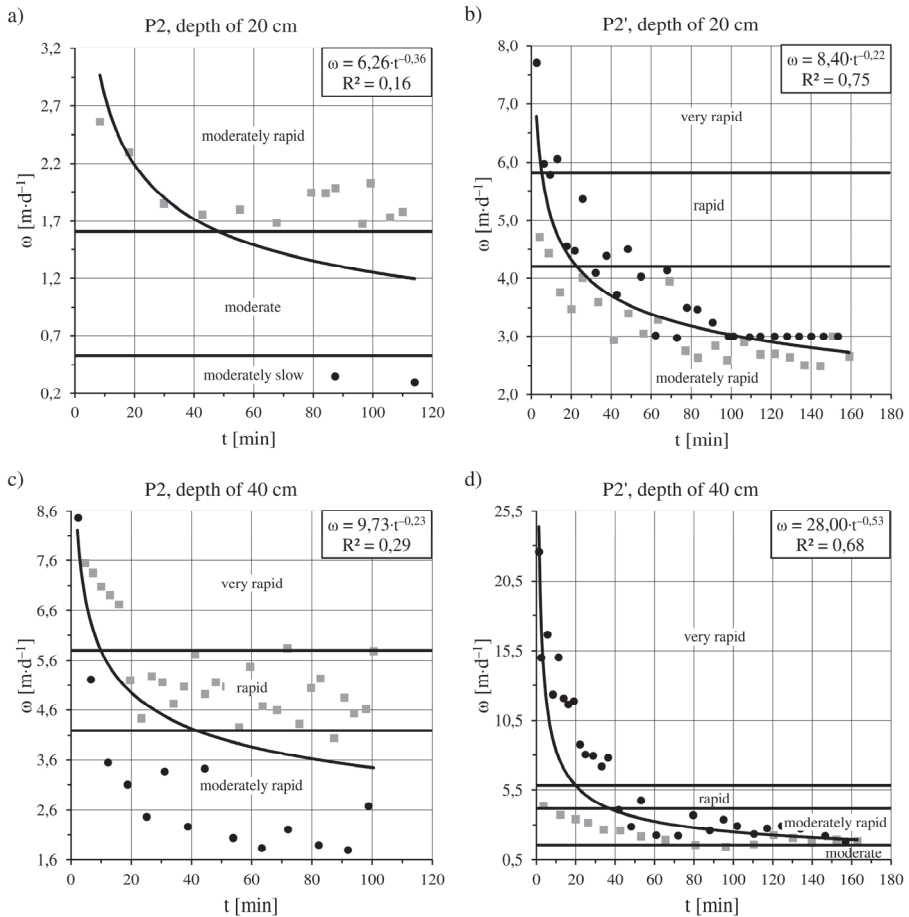 a)
P2, depth of 20 cm
ω = 6,26·t⁻⁰,³⁶
R² = 0,16
3,2
2,7
2,2
1,7
1,2
0,7
0,2
ω [m·d⁻¹]
moderately rapid
moderate
moderately slow
0 20 40 60 80 100 120
t [min]
b)
P2', depth of 20 cm
ω = 8,40·t⁻⁰,²²
R² = 0,75
8,0
7,0
6,0
5,0
4,0
3,0
2,0
ω [m·d⁻¹]
very rapid
rapid
moderately rapid
0 20 40 60 80 100 120 140 160 180
t [min]
c)
P2, depth of 40 cm
ω = 9,73·t⁻⁰,²³
R² = 0,29
8,6
7,6
6,6
5,6
4,6
3,6
2,6
1,6
ω [m·d⁻¹]
very rapid
rapid
moderately rapid
0 20 40 60 80 100 120
t [min]
d)
P2', depth of 40 cm
ω = 28,00·t⁻⁰,⁵³
R² = 0,68
25,5
20,5
15,5
10,5
5,5
0,5
ω [m·d⁻¹]
very rapid
rapid
moderately rapid
moderate
0 20 40 60 80 100 120 140 160 180
t [min]